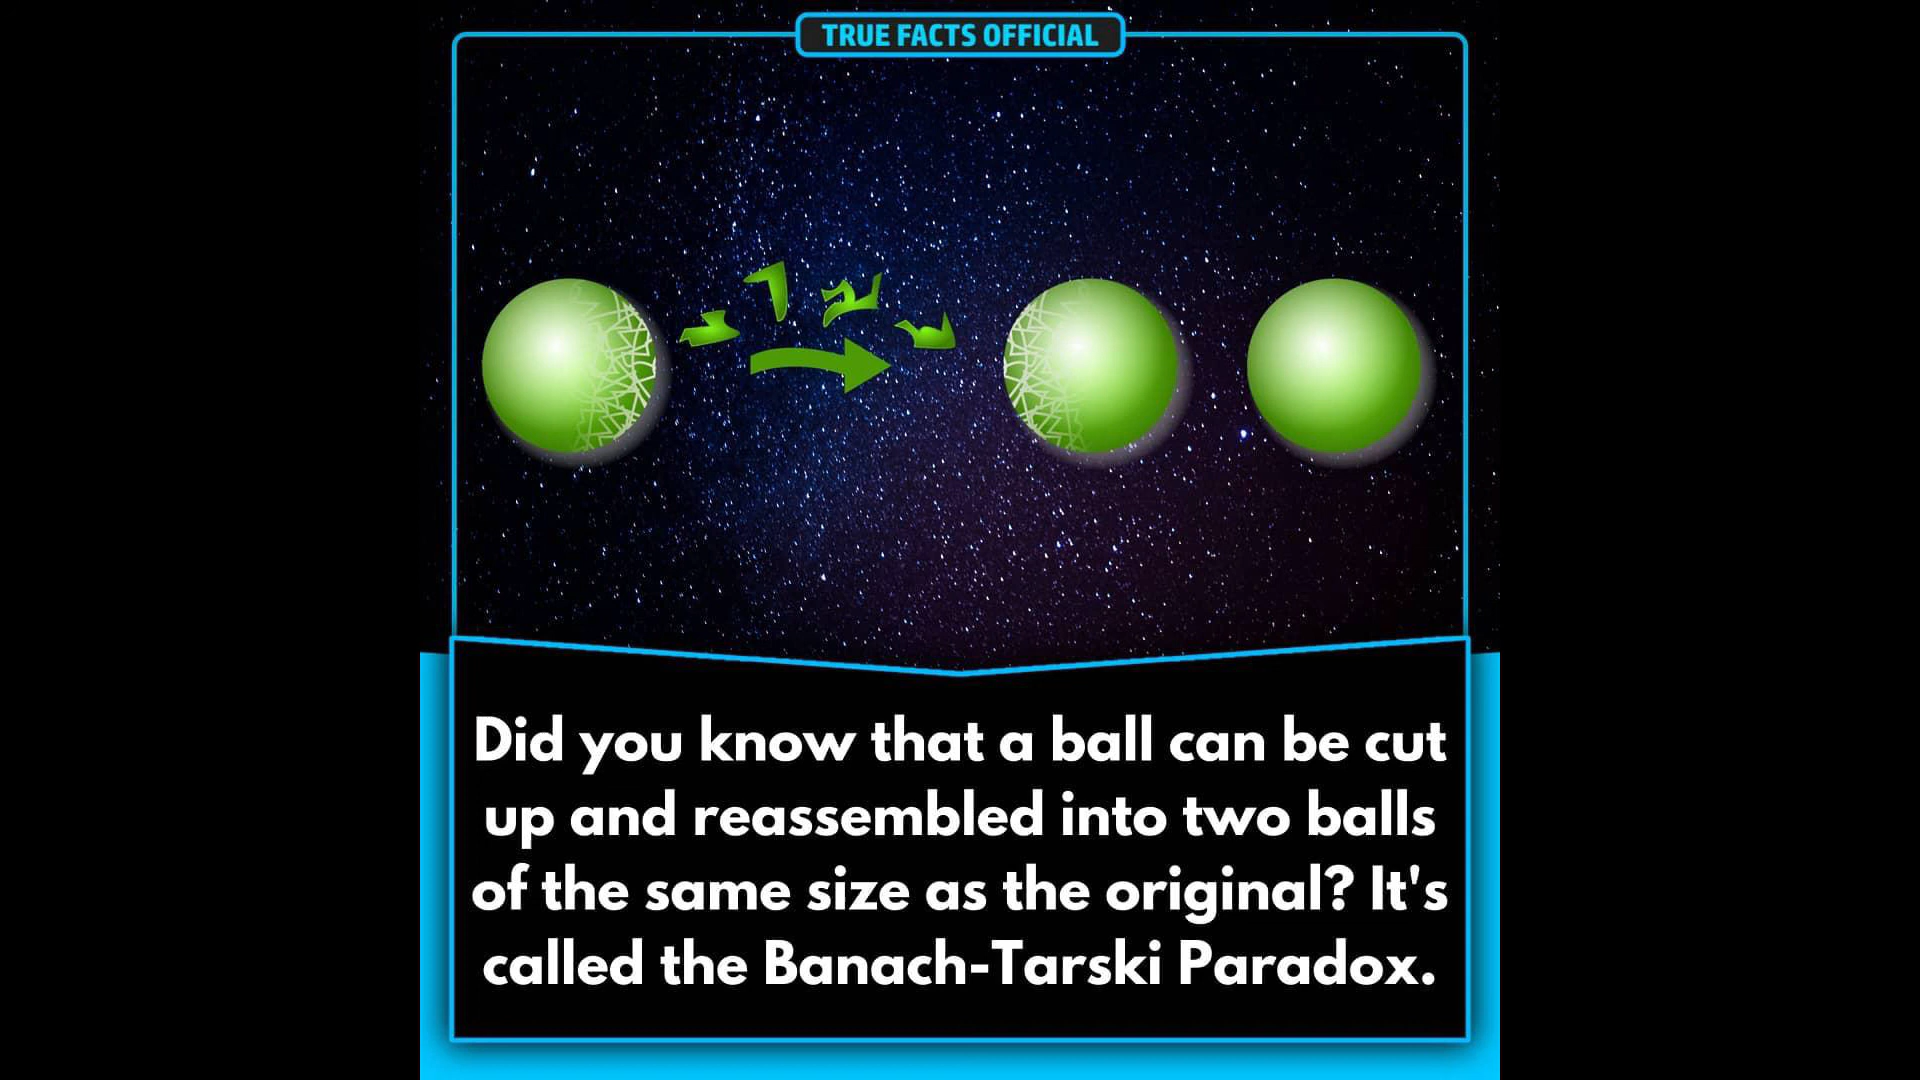 TRUE FACTS OFFICIAL
Did you know that a ball can be cut
up and reassembled into two balls
of the same size as the original? It's
called the Banach-Tarski Paradox.